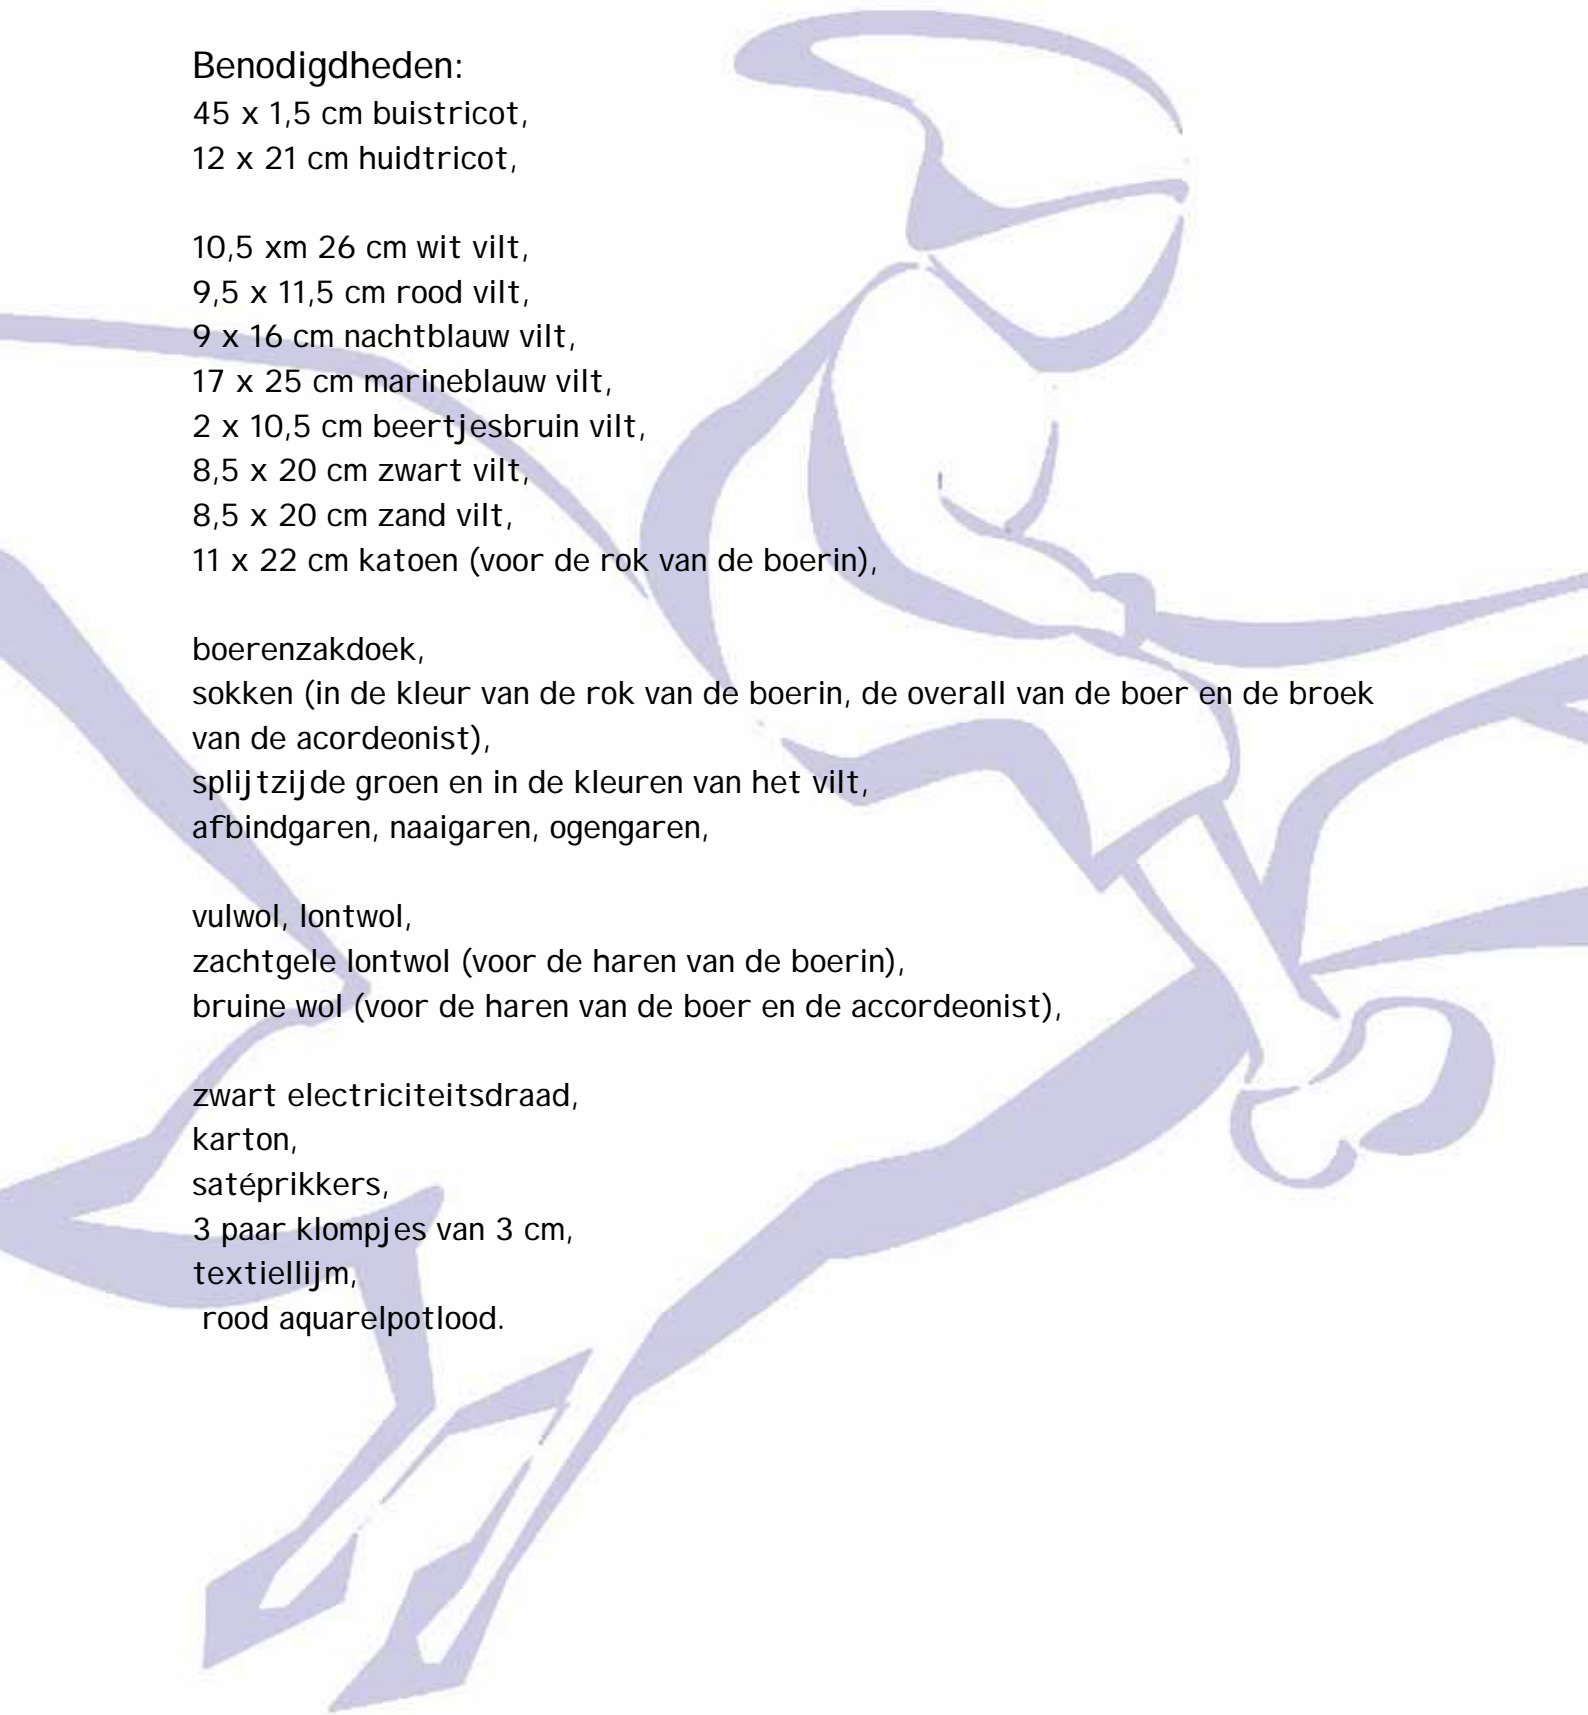 Benodigdheden:
45 x 1,5 cm buistricot,
12 x 21 cm huidtricot,
10,5 xm 26 cm wit vilt,
9,5 x 11,5 cm rood vilt,
9 x 16 cm nachtblauw vilt,
17 x 25 cm marineblauw vilt,
2 x 10,5 cm beertjesbruin vilt,
8,5 x 20 cm zwart vilt,
8,5 x 20 cm zand vilt,
11 x 22 cm katoen (voor de rok van de boerin),
boerenzakdoek,
sokken (in de kleur van de rok van de boerin, de overall van de boer en de broek
van de acordeonist),
splijtzijde groen en in de kleuren van het vilt,
afbindgaren, naaigaren, ogengaren,
vulwol, lontwol,
zachtgele lontwol (voor de haren van de boerin),
bruine wol (voor de haren van de boer en de accordeonist),
zwart electriciteitsdraad,
karton,
satéprikkers,
3 paar klompjes van 3 cm,
textiellijm,
rood aquarelpotlood.